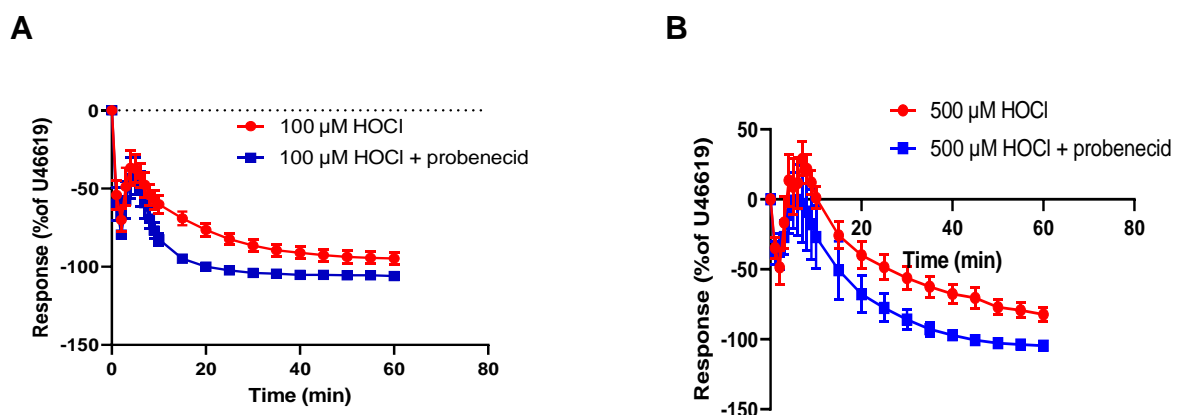 A
B
0
-50
-100
-150
Response (%of U46619)
100 µM HOCl
100 µM HOCl + probenecid
0
20
40
60
80
Time (min)
50
0
-50
-100
-150
Response (%of U46619)
500 µM HOCl
500 µM HOCl + probenecid
20
40
60
80
Time (min)